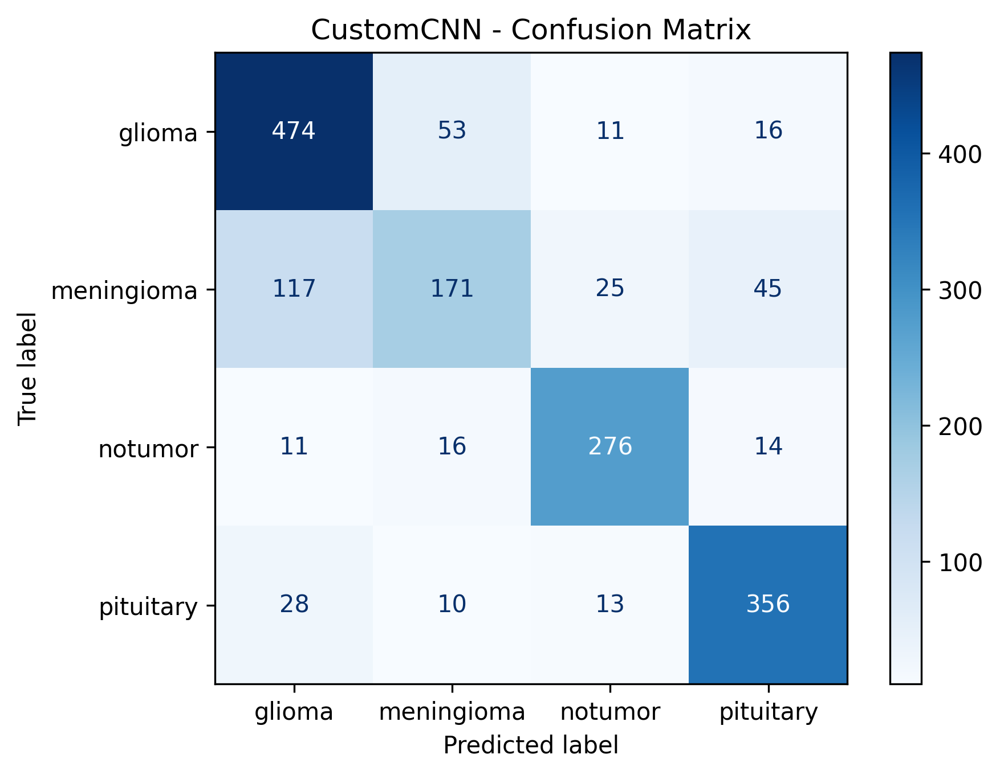 CustomCNN - Confusion Matrix
glioma 474 53 11 16
meningioma 117 171 25 45
notumor 11 16 276 14
pituitary 28 10 13 356
glioma meningioma notumor pituitary
Predicted label
True label
400
300
200
100